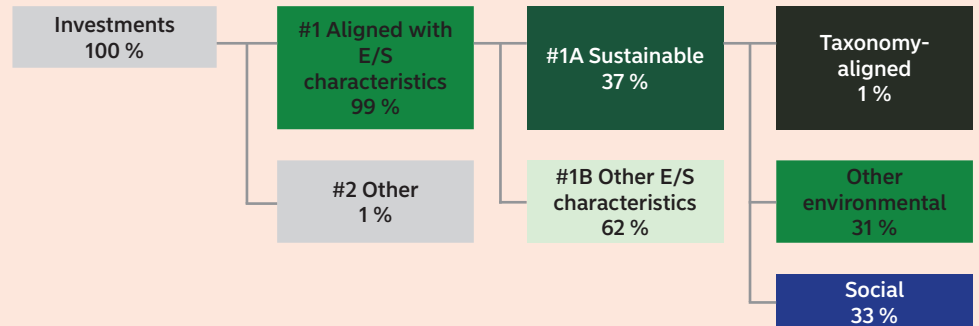 Investments
100 %
#1 Aligned with
E/S
characteristics
99 %
#2 Other
1 %
#1A Sustainable
37 %
#1B Other E/S
characteristics
62 %
Taxonomy-
aligned
1 %
Other
environmental
31 %
Social
33 %